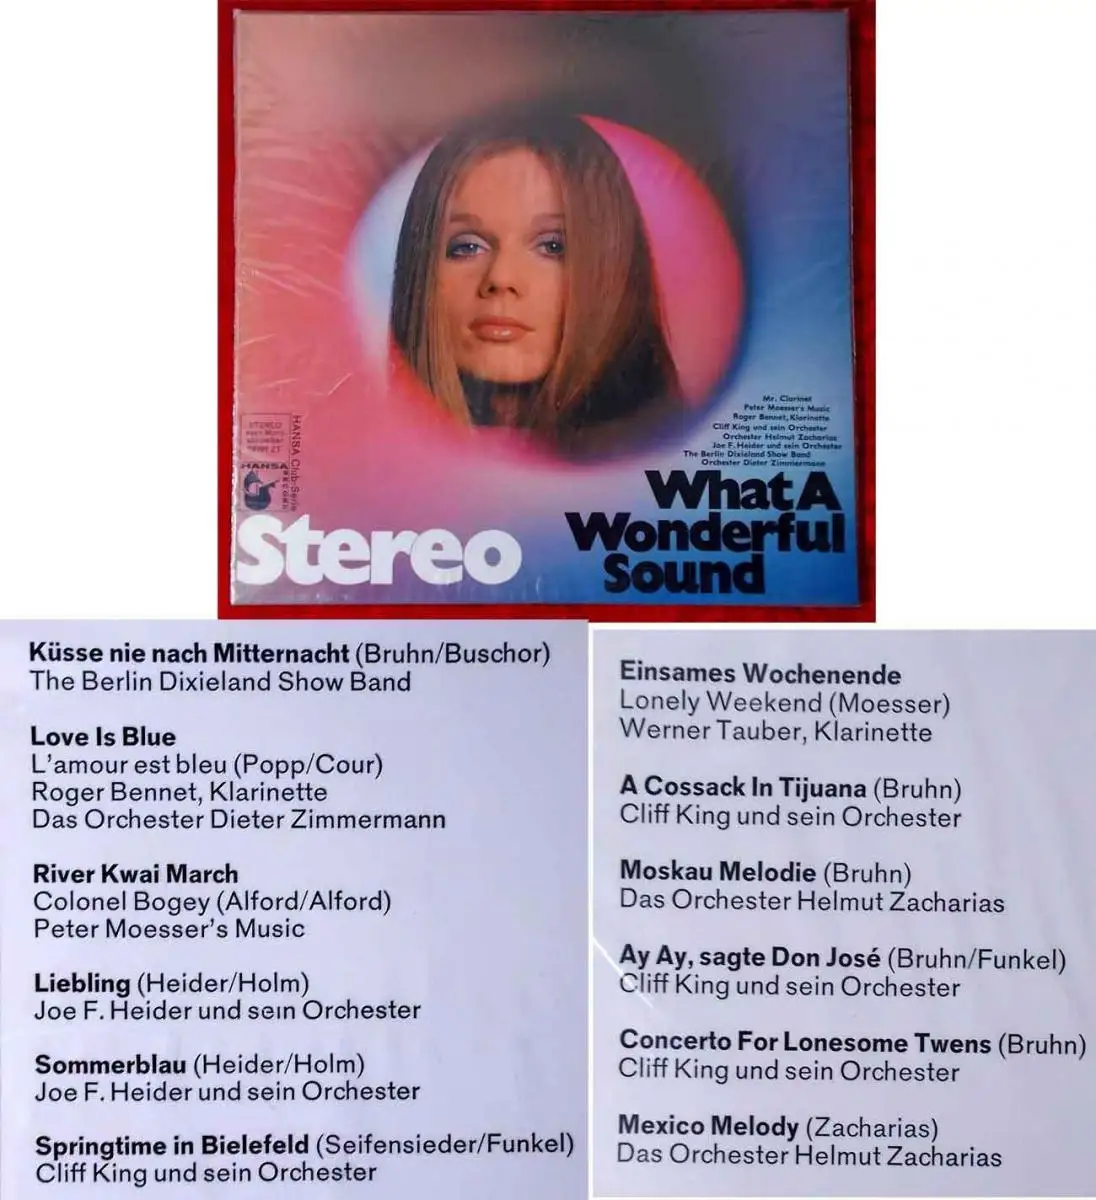 Mr. Clarinet
Peter Moesser's Music
Roger Bennet, Klarinette
Cliff King und sein Orchester
Orchester Helmut Zacharias
Joe F. Heider und sein Orchester
The Berlin Dixieland Show Band
Orchester Dieter Zimmermann
STEREO
HANSA Club-Serie
HANSA
RECORD
Stereo
What A
Wonderful
Sound
Küsse nie nach Mitternacht (Bruhn/Buschor)
The Berlin Dixieland Show Band
Love Is Blue
L'amour est bleu (Popp/Cour)
Roger Bennet, Klarinette
Das Orchester Dieter Zimmermann
River Kwai March
Colonel Bogey (Alford/Alford)
Peter Moesser's Music
Liebling (Heider/Holm)
Joe F. Heider und sein Orchester
Sommerblau (Heider/Holm)
Joe F. Heider und sein Orchester
Springtime in Bielefeld (Seifensieder/Funkel)
Cliff King und sein Orchester
Einsames Wochenende
Lonely Weekend (Moesser)
Werner Tauber, Klarinette
A Cossack In Tijuana (Bruhn)
Cliff King und sein Orchester
Moskau Melodie (Bruhn)
Das Orchester Helmut Zacharias
Ay Ay, sagte Don José (Bruhn/Funkel)
Cliff King und sein Orchester
Concerto For Lonesome Twens (Bruhn)
Cliff King und sein Orchester
Mexico Melody (Zacharias)
Das Orchester Helmut Zacharias